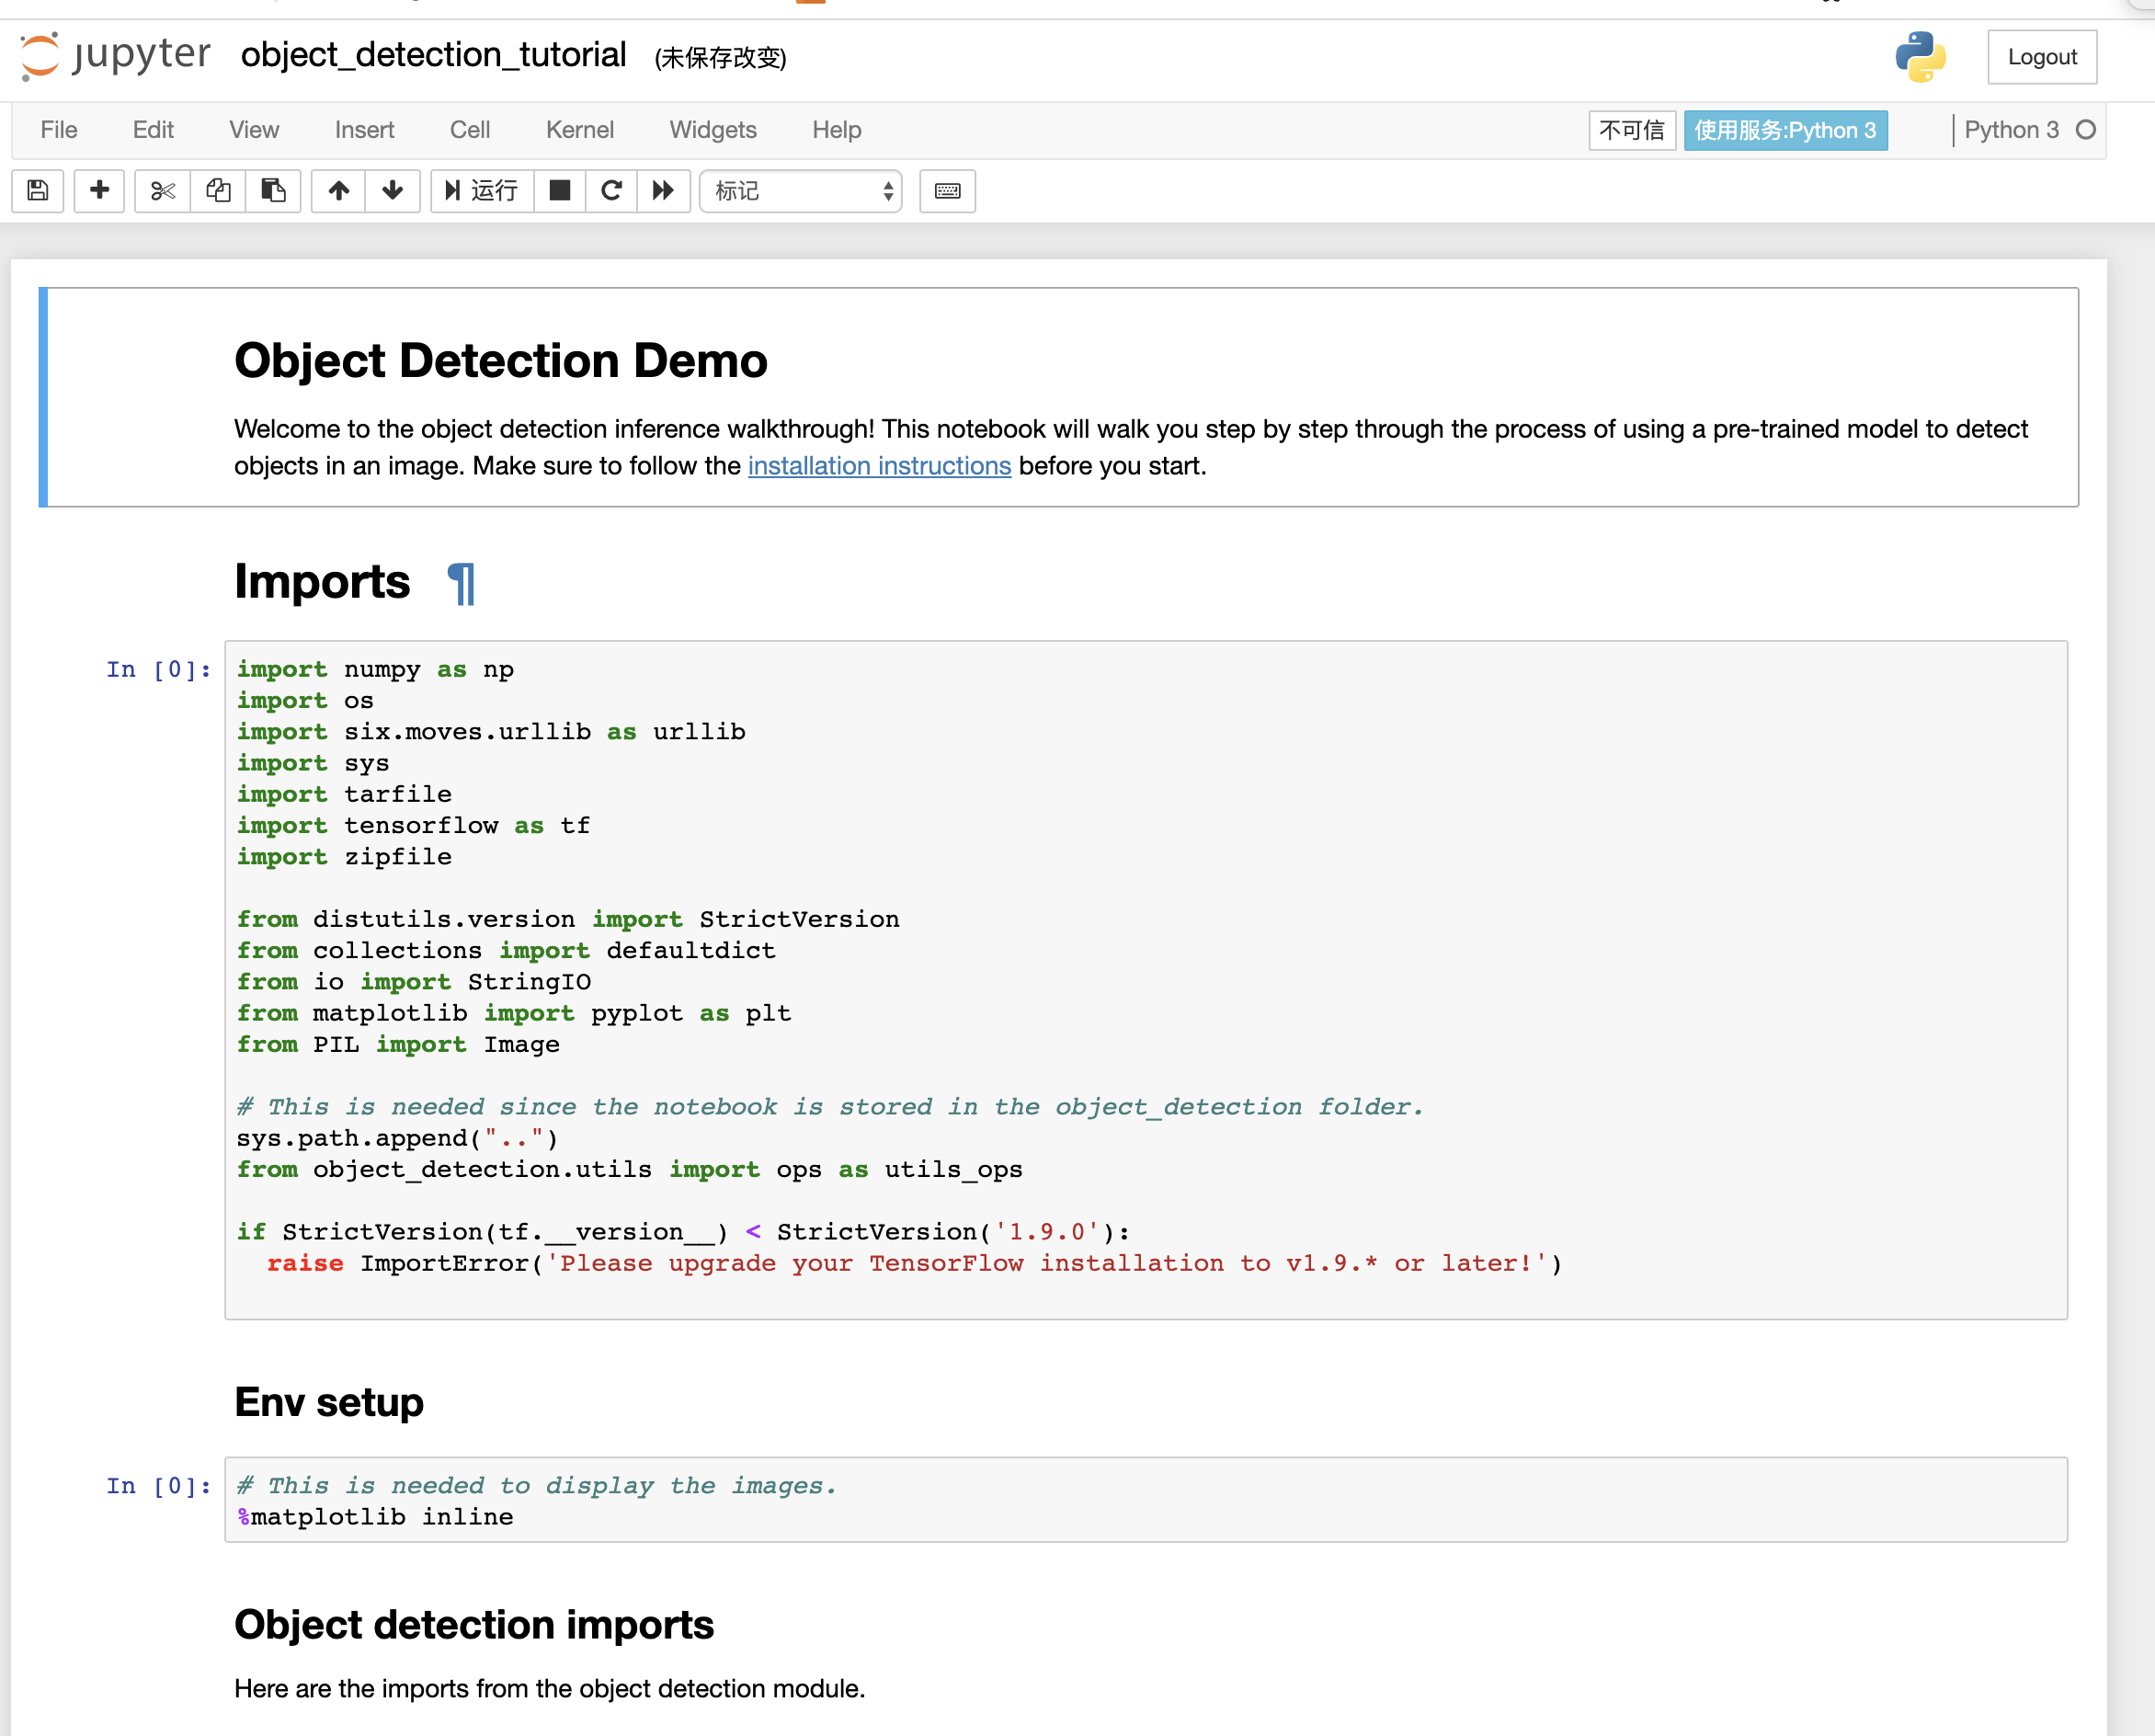 jupyter object_detection_tutorial (未保存改变)
Logout
File Edit View Insert Cell Kernel Widgets Help 不可信 使用服务:Python 3 Python 3
运行 标记
Object Detection Demo
Welcome to the object detection inference walkthrough! This notebook will walk you step by step through the process of using a pre-trained model to detect
objects in an image. Make sure to follow the installation instructions before you start.
Imports ¶
In [0]:
import numpy as np
import os
import six.moves.urllib as urllib
import sys
import tarfile
import tensorflow as tf
import zipfile
from distutils.version import StrictVersion
from collections import defaultdict
from io import StringIO
from matplotlib import pyplot as plt
from PIL import Image
# This is needed since the notebook is stored in the object_detection folder.
sys.path.append("..")
from object_detection.utils import ops as utils_ops
if StrictVersion(tf.__version__) < StrictVersion('1.9.0'):
  raise ImportError('Please upgrade your TensorFlow installation to v1.9.* or later!')
Env setup
In [0]:
# This is needed to display the images.
%matplotlib inline
Object detection imports
Here are the imports from the object detection module.